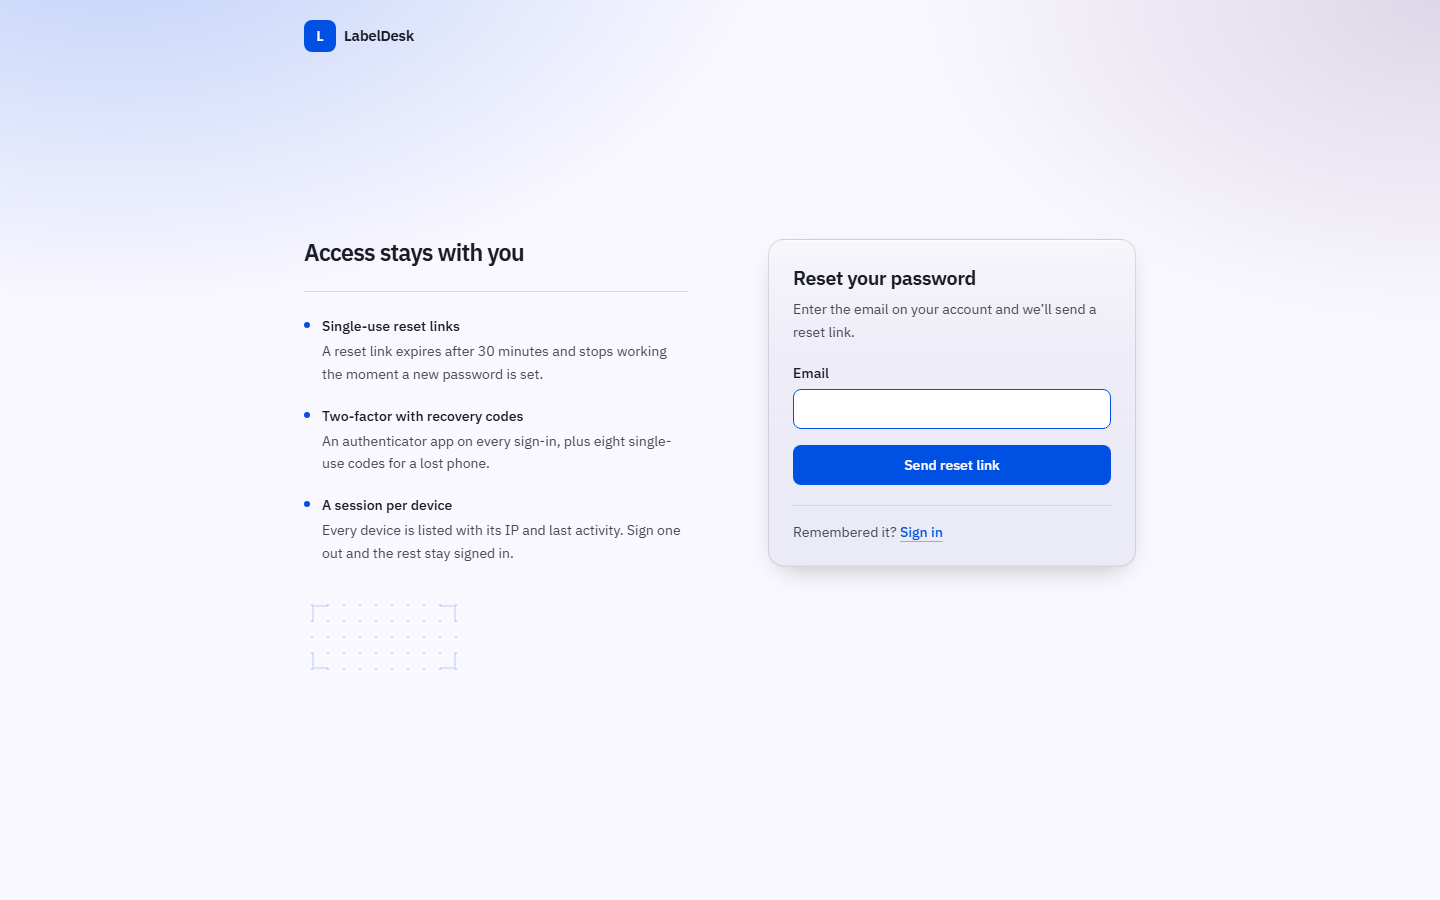 L LabelDesk
Access stays with you
Single-use reset links
A reset link expires after 30 minutes and stops working
the moment a new password is set.
Two-factor with recovery codes
An authenticator app on every sign-in, plus eight single-
use codes for a lost phone.
A session per device
Every device is listed with its IP and last activity. Sign one
out and the rest stay signed in.
Reset your password
Enter the email on your account and we’ll send a
reset link.
Email
Send reset link
Remembered it? Sign in